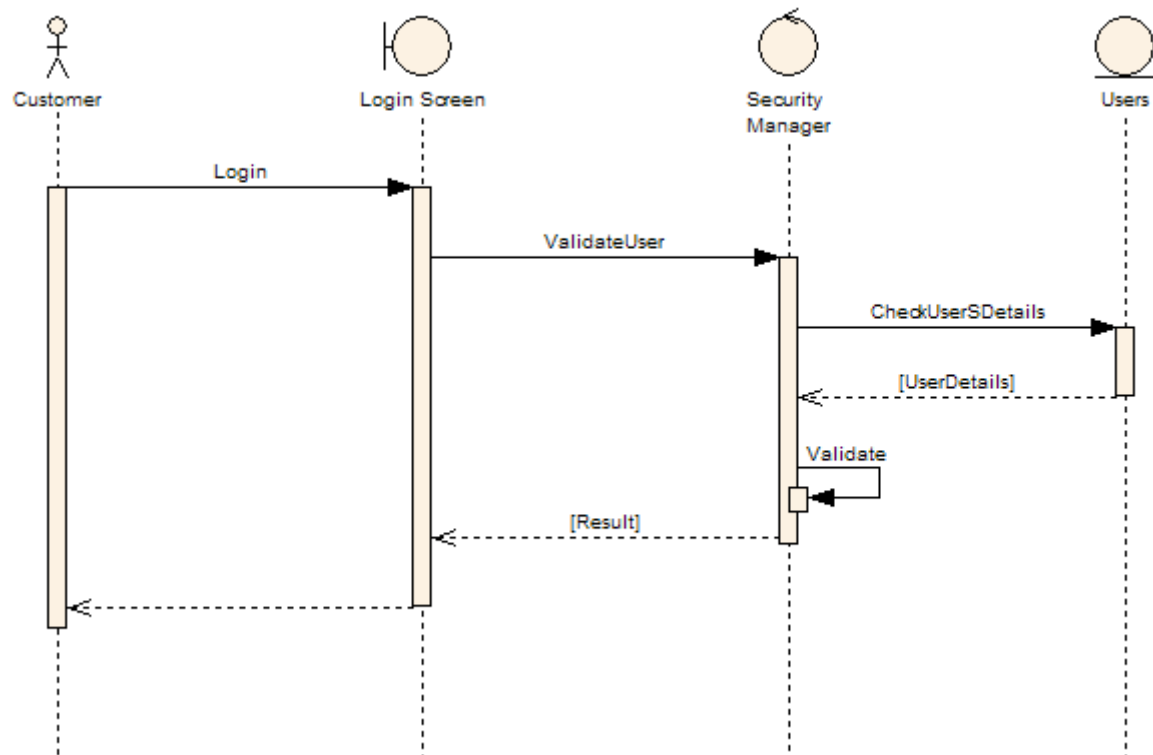 Customer
Login Screen
Security
Manager
Users
Login
ValidateUser
CheckUserSDetails
[UserDetails]
Validate
[Result]